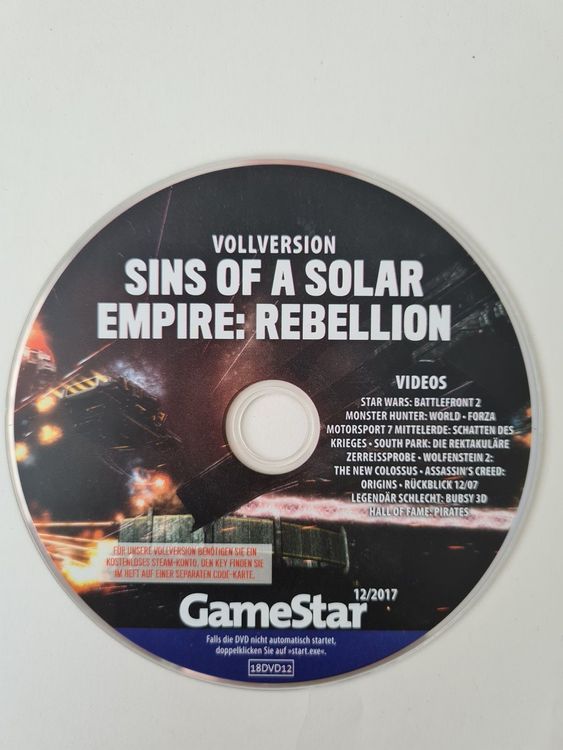 VOLLVERSION
SINS OF A SOLAR
EMPIRE: REBELLION
VIDEOS
STAR WARS: BATTLEFRONT 2
MONSTER HUNTER: WORLD • FORZA
MOTORSPORT 7 MITTELERDE: SCHATTEN DES
KRIEGES • SOUTH PARK: DIE REKTAKULÄRE
ZERREISSPROBE • WOLFENSTEIN 2:
THE NEW COLOSSUS • ASSASSIN'S CREED:
ORIGINS • RÜCKBLICK 12/07
LEGENDÄR SCHLECHT: BUBSY 3D
HALL OF FAME: PIRATES
FÜR UNSERE VOLLVERSION BENÖTIGEN SIE EIN
KOSTENLOSES STEAM-KONTO, DEN KEY FINDEN SIE
IM HEFT AUF EINER SEPARATEN CODE-KARTE.
GameStar 12/2017
Falls die DVD nicht automatisch startet,
doppelklicken Sie auf »start.exe«.
18DVD12